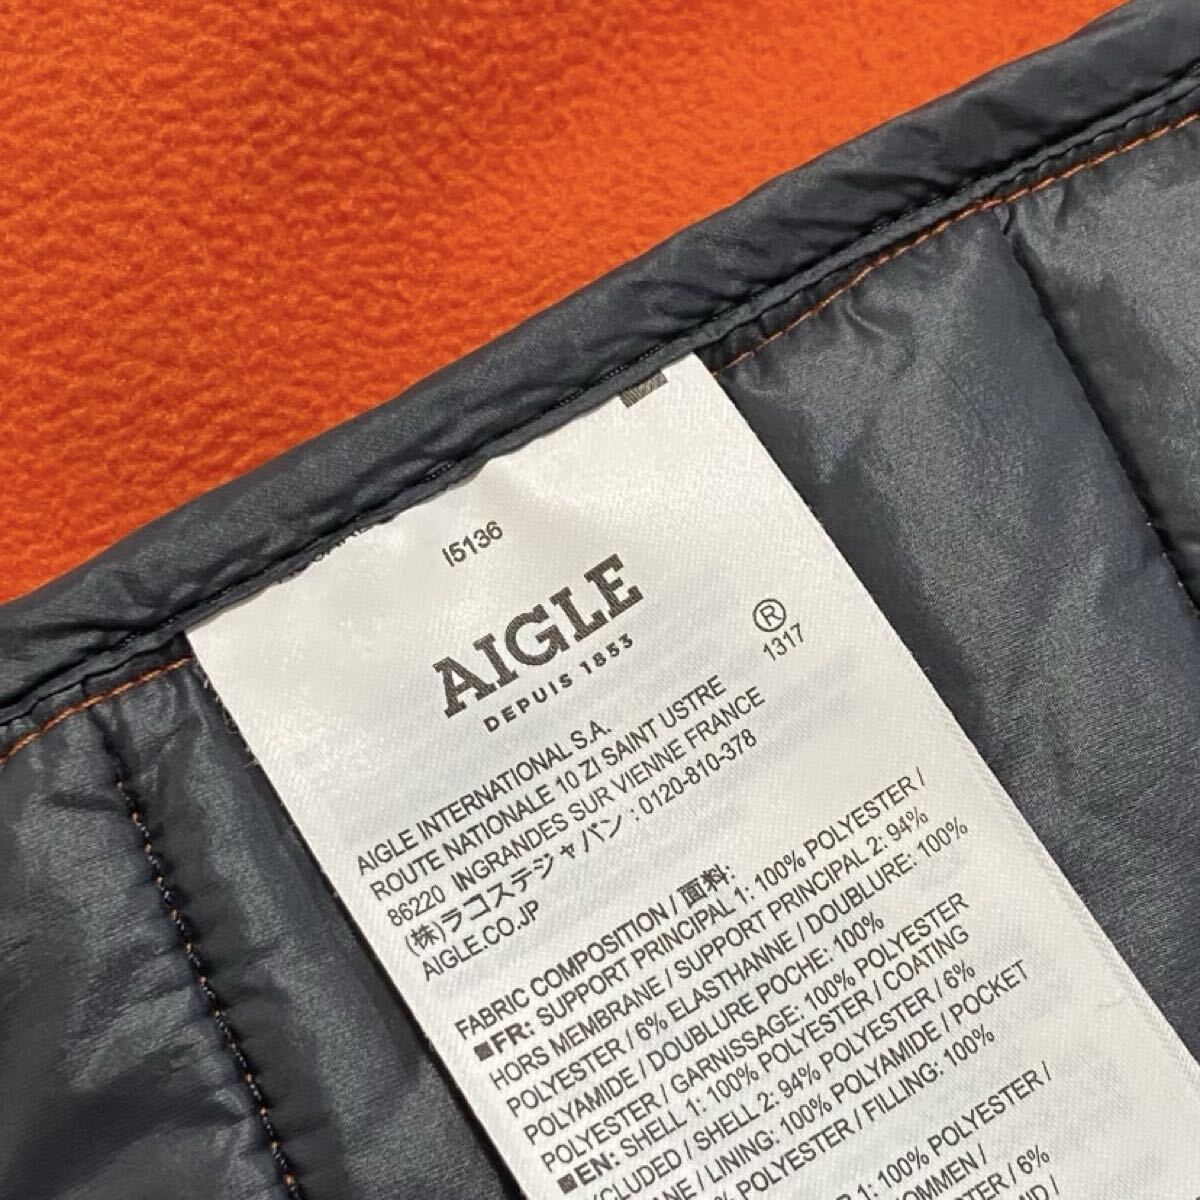 I5136
AIGLE
DEPUIS 1853
®
1317
AIGLE INTERNATIONAL S.A.
ROUTE NATIONALE 10 ZI SAINT USTRE
86220 INGRANDES SUR VIENNE FRANCE
(株)ラコステジャパン : 0120-810-378
AIGLE.CO.JP
FABRIC COMPOSITION / 画料:
■FR: SUPPORT PRINCIPAL 1: 100% POLYESTER /
HORS MEMBRANE / SUPPORT PRINCIPAL 2: 94%
POLYESTER / 6% ELASTHANNE / DOUBLURE: 100%
POLYAMIDE / DOUBLURE POCHE: 100%
POLYESTER / GARNISSAGE: 100% POLYESTER
■EN: SHELL 1: 100% POLYESTER / COATING
EXCLUDED / SHELL 2: 94% POLYESTER / 6%
/ LINING: 100% POLYAMIDE / POCKET
POLYESTER / FILLING: 100%
1: 100% POLYESTER /
/ 6%